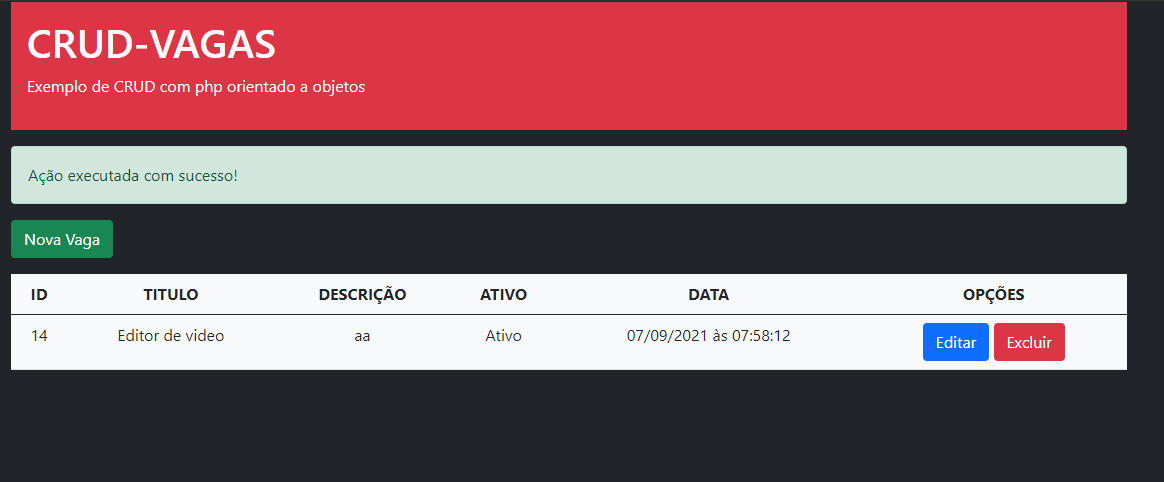 CRUD-VAGAS
Exemplo de CRUD com php orientado a objetos
Ação executada com sucesso!
Nova Vaga
ID TITULO DESCRIÇÃO ATIVO DATA OPÇÕES
14 Editor de video aa Ativo 07/09/2021 às 07:58:12 Editar Excluir